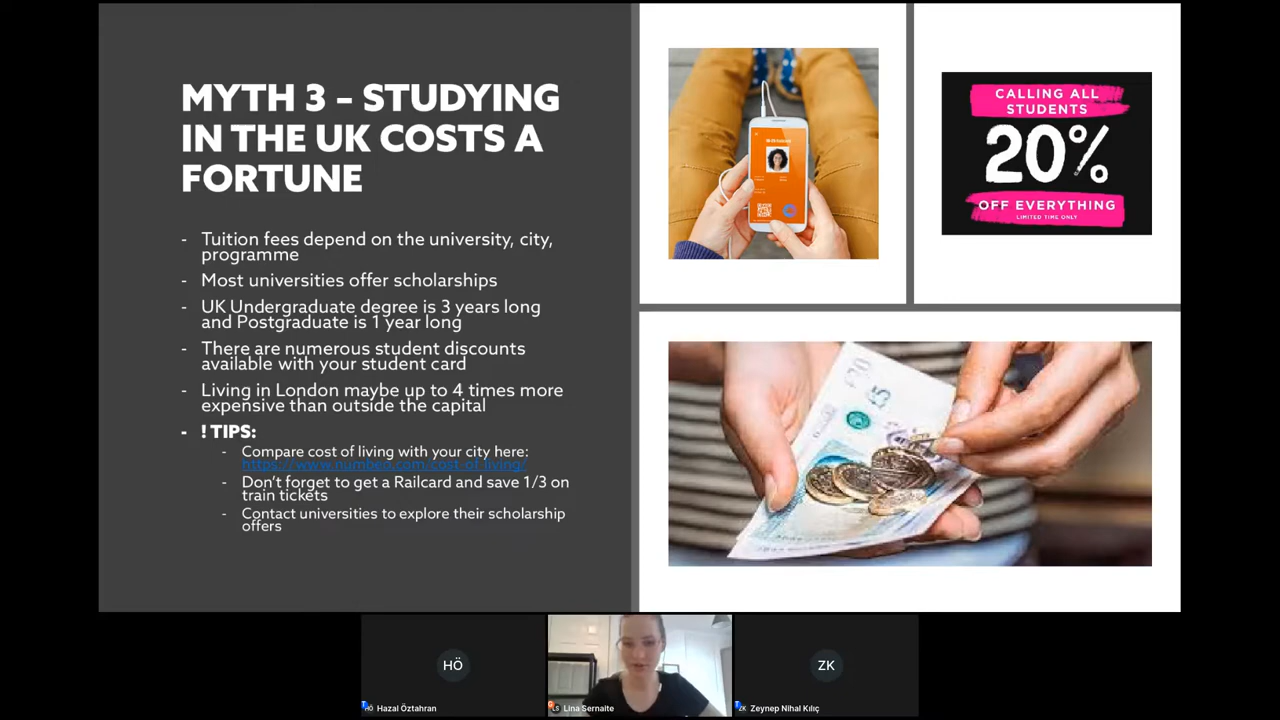 MYTH 3 – STUDYING
IN THE UK COSTS A
FORTUNE
- Tuition fees depend on the university, city,
programme
- Most universities offer scholarships
- UK Undergraduate degree is 3 years long
and Postgraduate is 1 year long
- There are numerous student discounts
available with your student card
- Living in London maybe up to 4 times more
expensive than outside the capital
- ! TIPS:
- Compare cost of living with your city here:
https://www.numbeo.com/cost-of-living/
- Don't forget to get a Railcard and save 1/3 on
train tickets
- Contact universities to explore their scholarship
offers
CALLING ALL
STUDENTS
20%
OFF EVERYTHING
LIMITED TIME ONLY
£10
£5
HÖ
HÖ Hazal Öztahran
LS Lina Sernaite
ZK
ZK Zeynep Nihal Kılıç